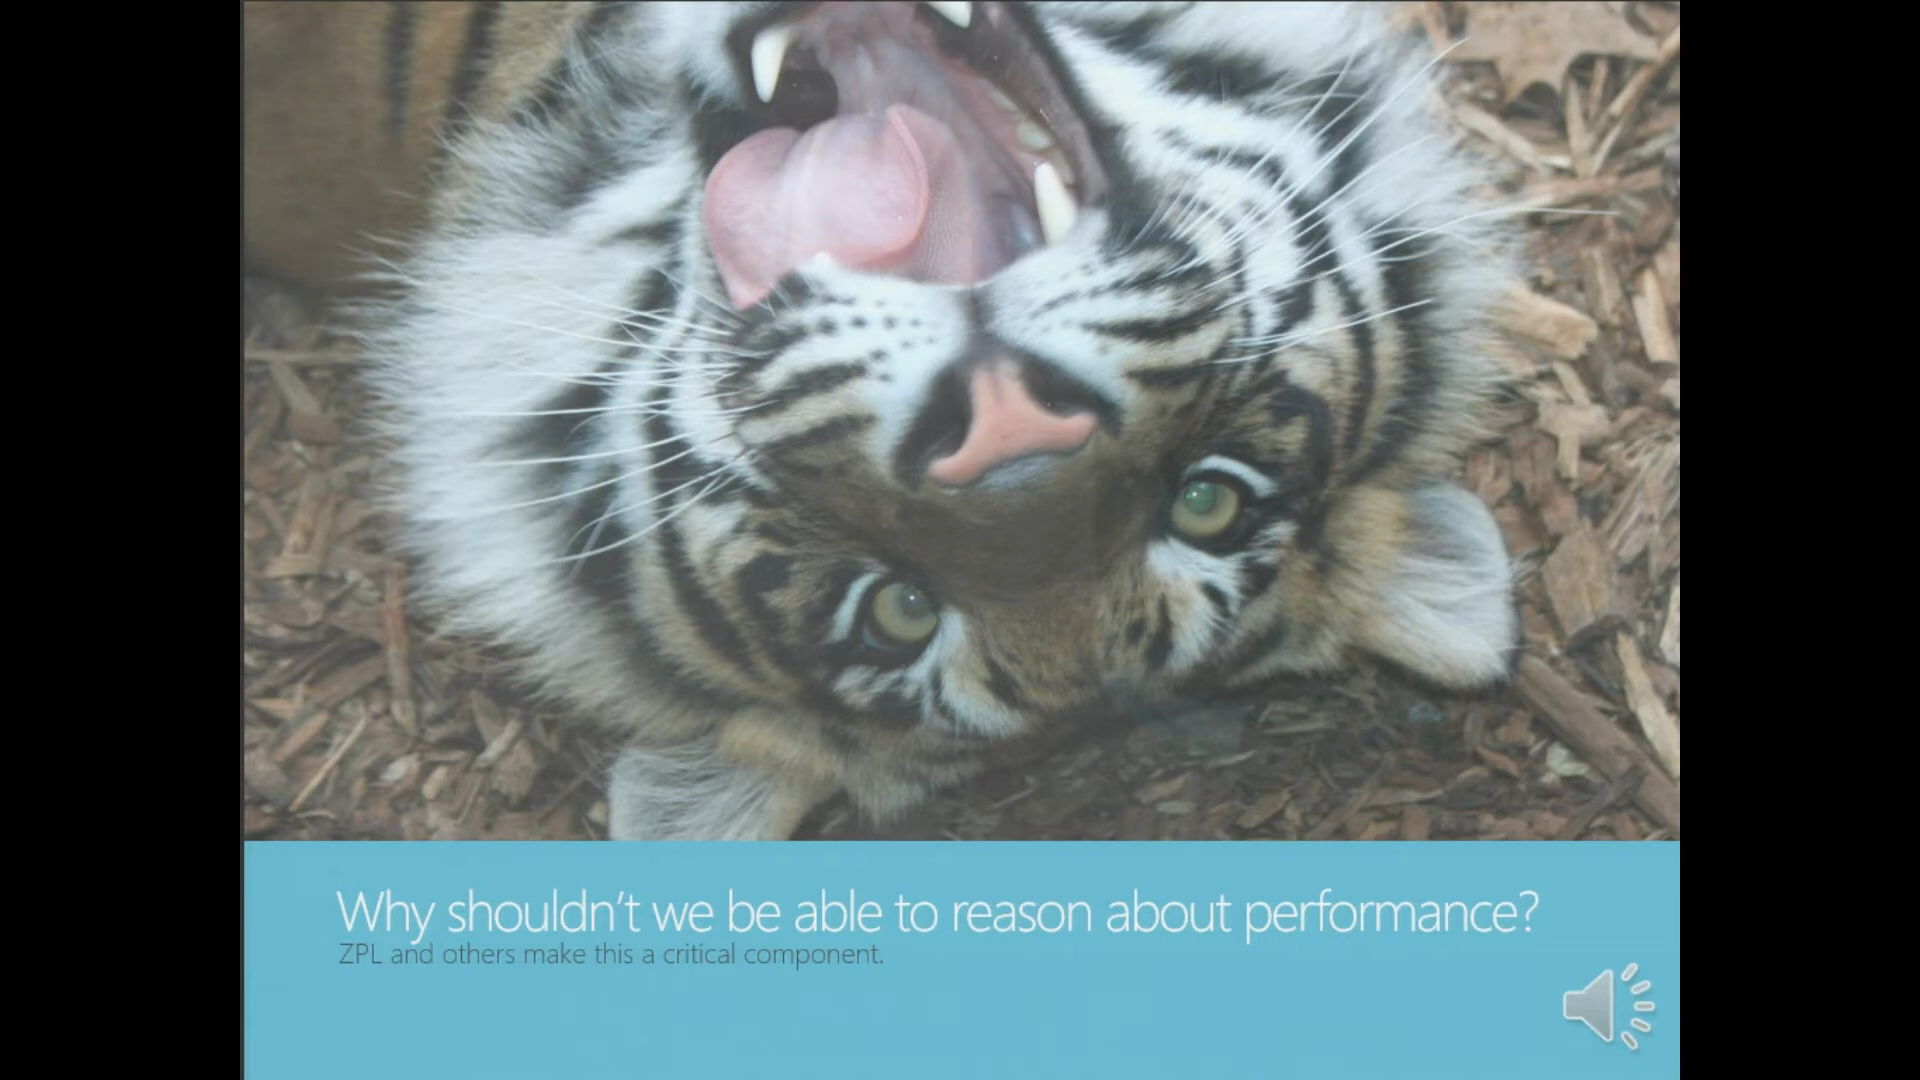 Why shouldn't we be able to reason about performance?
ZPL and others make this a critical component.